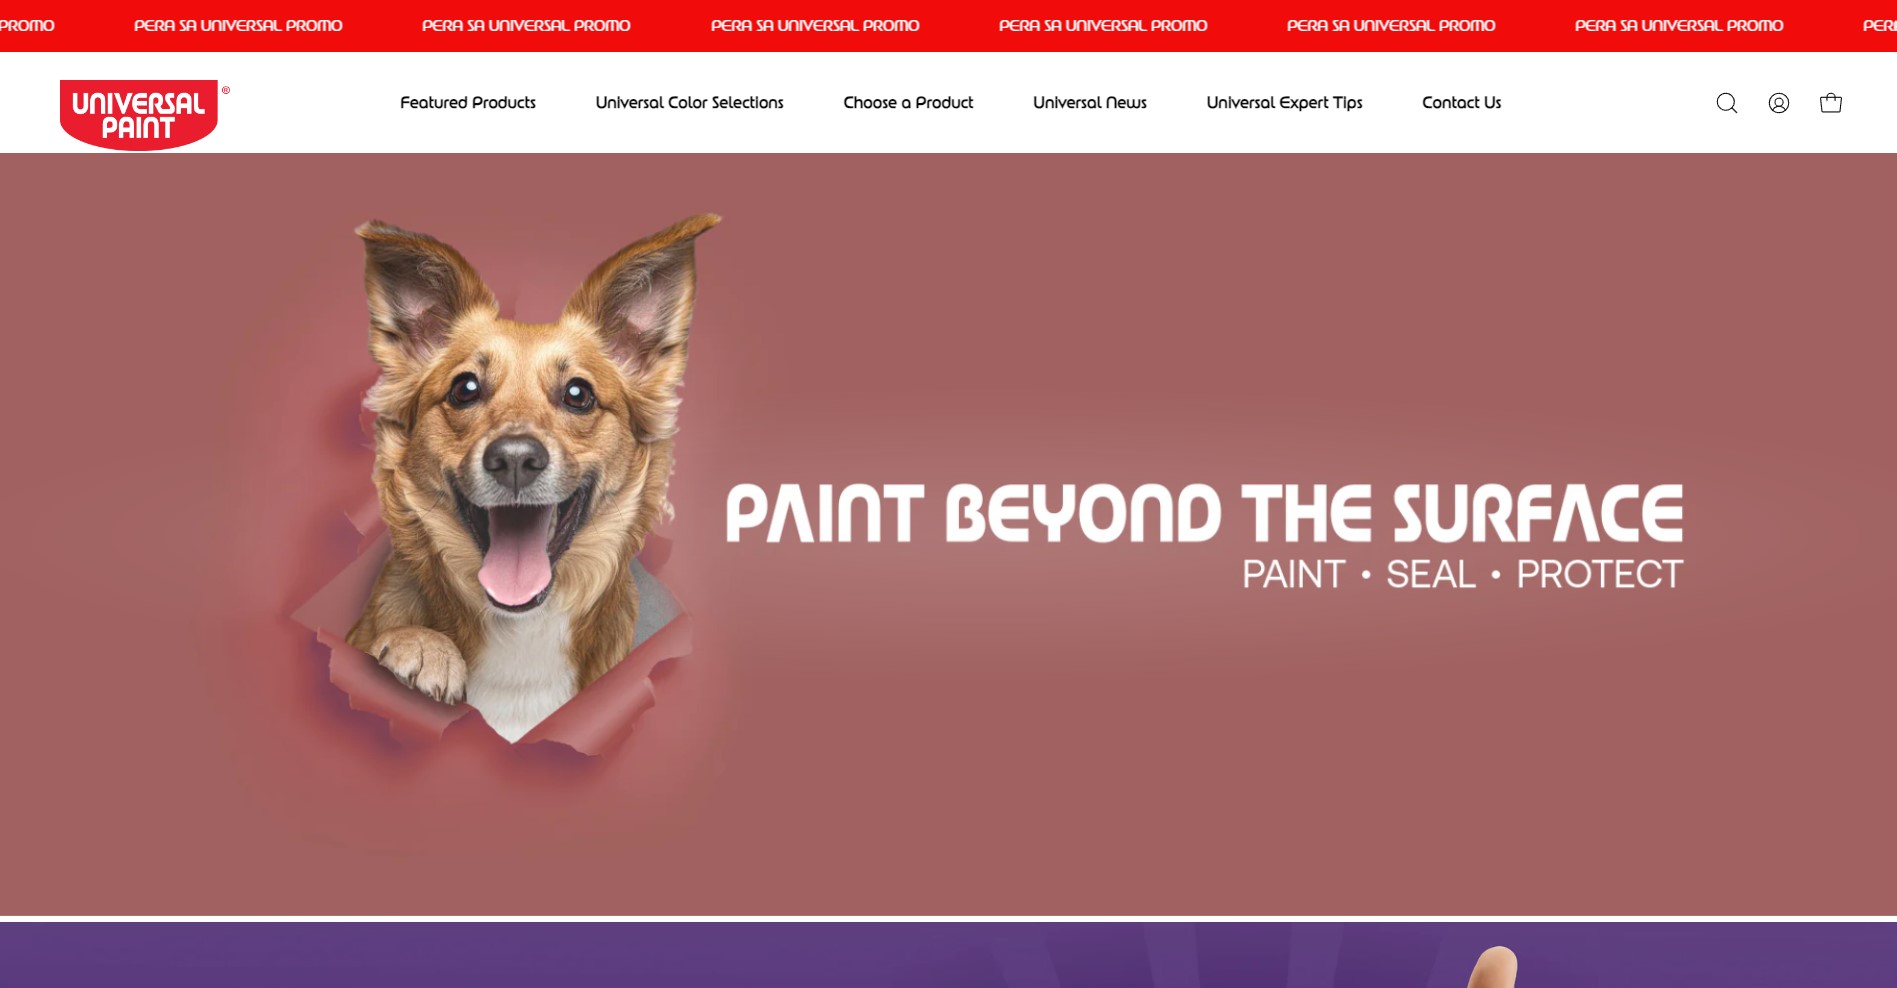 PROMO PERA SA UNIVERSAL PROMO PERA SA UNIVERSAL PROMO PERA SA UNIVERSAL PROMO PERA SA UNIVERSAL PROMO PERA SA UNIVERSAL PROMO PERA SA UNIVERSAL PROMO
UNIVERSAL
PAINT
®
Featured Products Universal Color Selections Choose a Product Universal News Universal Expert Tips Contact Us
PAINT BEYOND THE SURFACE
PAINT • SEAL • PROTECT